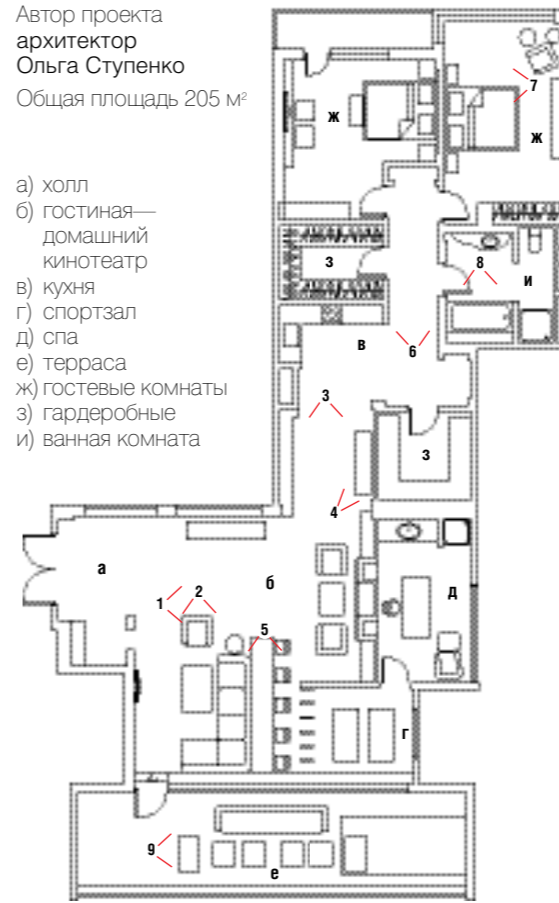 Автор проекта
архитектор
Ольга Ступенко
Общая площадь 205 м²
а) холл
б) гостиная—
домашний
кинотеатр
в) кухня
г) спортзал
д) спа
е) терраса
ж) гостевые комнаты
з) гардеробные
и) ванная комната
7
ж
ж
8
з
и
в
6
3
з
4
а
б
2
1
д
5
г
9
е